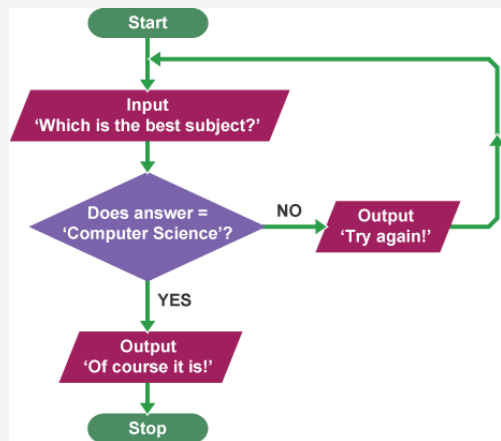 Start
Input
‘Which is the best subject?’
Does answer =
‘Computer Science’?
NO
Output
‘Try again!’
YES
Output
‘Of course it is!’
Stop